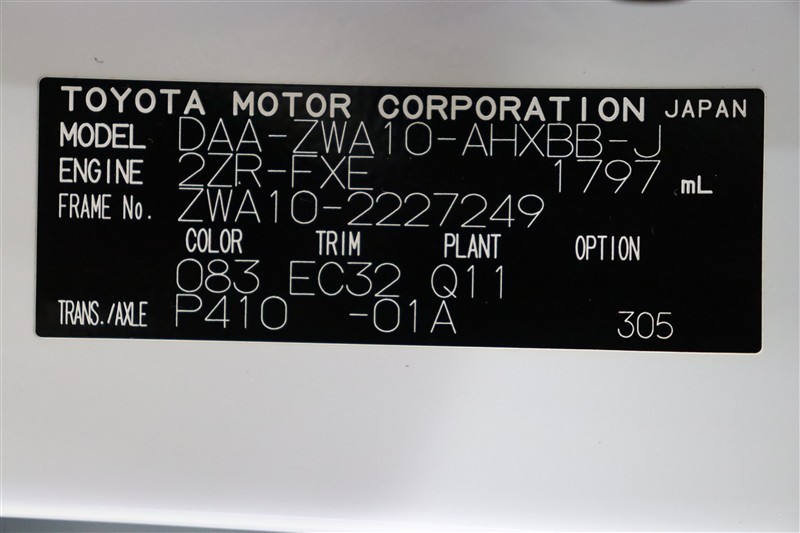 TOYOTA MOTOR CORPORATION JAPAN
MODEL DAA-ZWA10-AHXBB-J
ENGINE 2ZR-FXE 1797 mL
FRAME No. ZWA10-2227249
COLOR TRIM PLANT OPTION
083 EC32 Q11
TRANS./AXLE P410 -01A 305